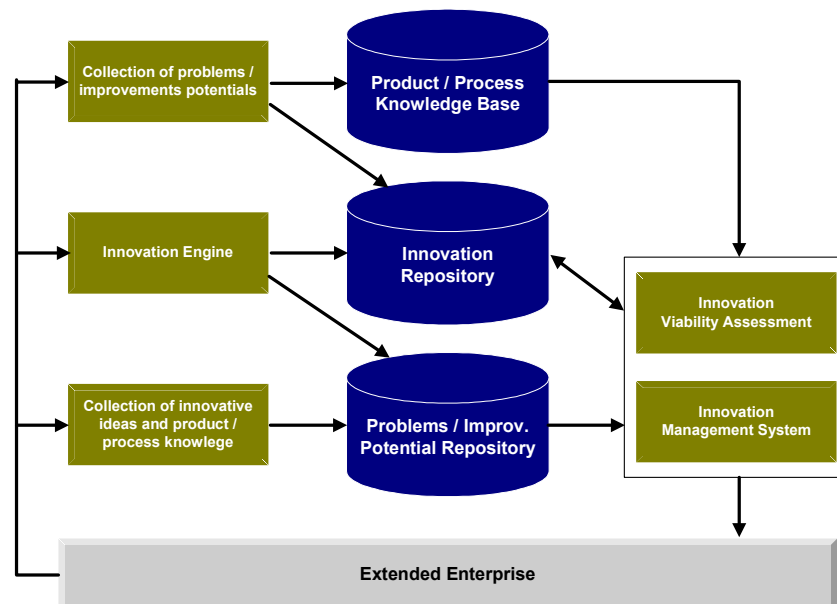 Collection of problems /
improvements potentials
Product / Process
Knowledge Base
Innovation Engine
Innovation
Repository
Innovation
Viability Assessment
Collection of innovative
ideas and product /
process knowlege
Problems / Improv.
Potential Repository
Innovation
Management System
Extended Enterprise